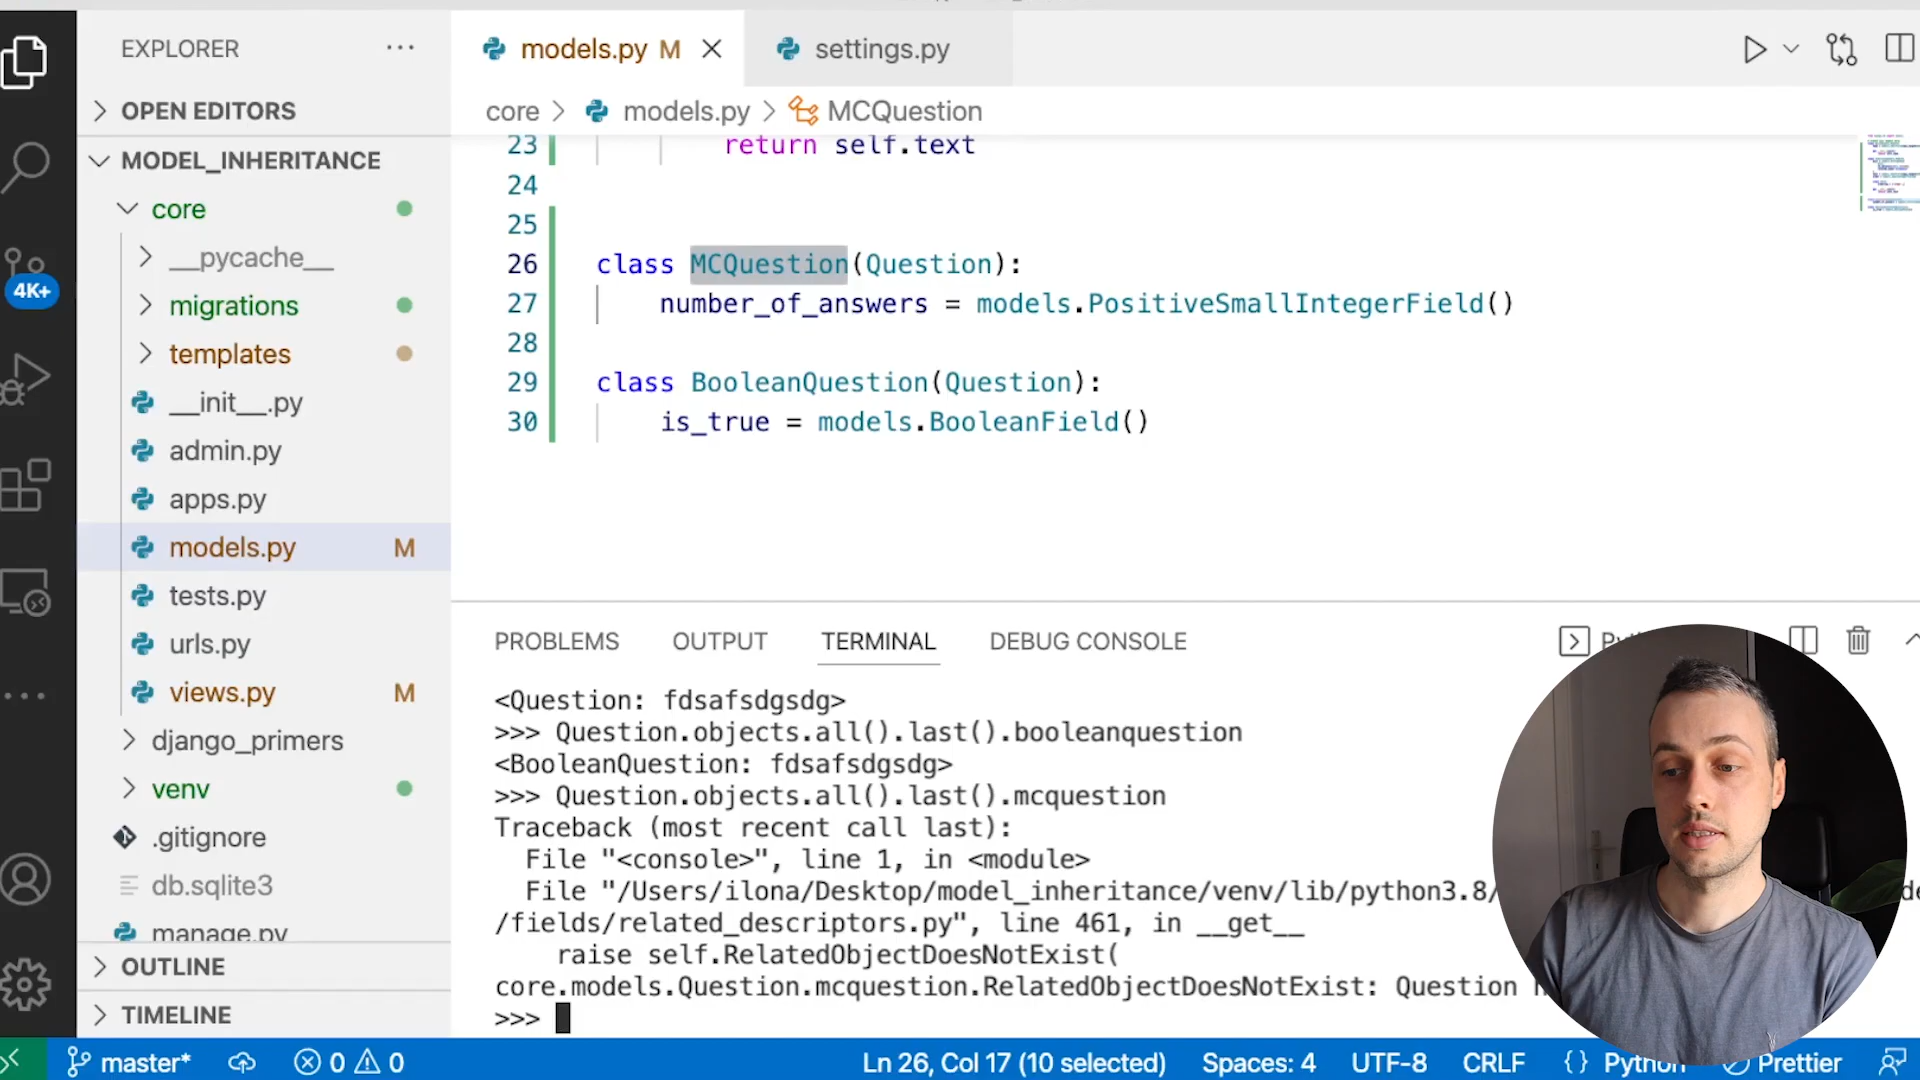 EXPLORER
OPEN EDITORS
MODEL_INHERITANCE
core
__pycache__
migrations
templates
__init__.py
admin.py
apps.py
models.py M
tests.py
urls.py
views.py M
django_primers
venv
.gitignore
db.sqlite3
manage.py
OUTLINE
TIMELINE
4K+
models.py M
settings.py
core > models.py > MCQuestion
23 return self.text
24
25
26 class MCQuestion(Question):
27 number_of_answers = models.PositiveSmallIntegerField()
28
29 class BooleanQuestion(Question):
30 is_true = models.BooleanField()
PROBLEMS OUTPUT TERMINAL DEBUG CONSOLE
<Question: fdsafsdgsdg>
>>> Question.objects.all().last().booleanquestion
<BooleanQuestion: fdsafsdgsdg>
>>> Question.objects.all().last().mcquestion
Traceback (most recent call last):
File "<console>", line 1, in <module>
File "/Users/ilona/Desktop/model_inheritance/venv/lib/python3.8/
/fields/related_descriptors.py", line 461, in __get__
raise self.RelatedObjectDoesNotExist(
core.models.Question.mcquestion.RelatedObjectDoesNotExist: Question
>>>
master* 0 0 Ln 26, Col 17 (10 selected) Spaces: 4 UTF-8 CRLF {} Python Prettier